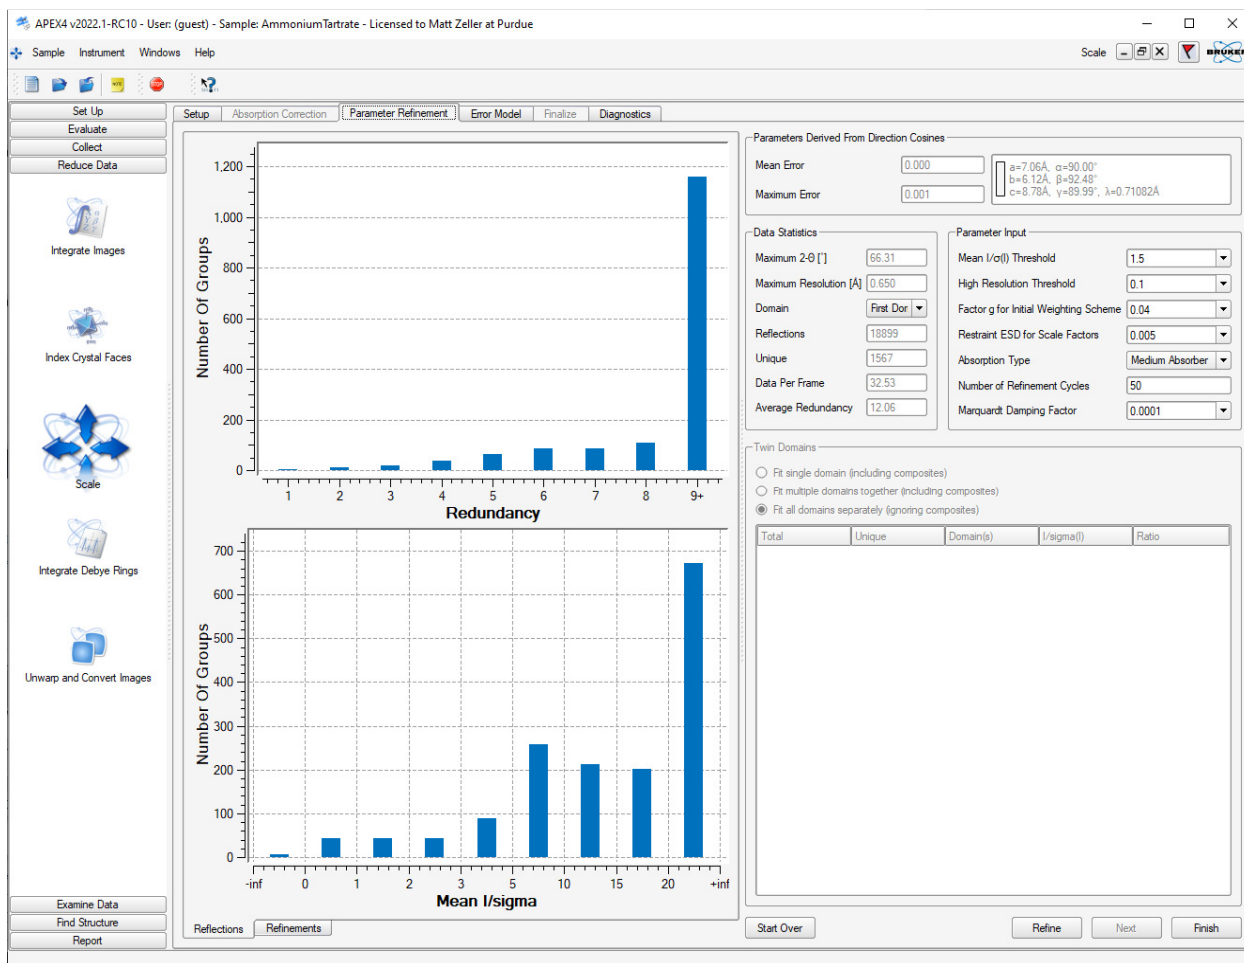 APEX4 v2022.1-RC10 - User: (guest) - Sample: AmmoniumTartrate - Licensed to Matt Zeller at Purdue
Sample Instrument Windows Help
Scale
BRUKER
NOTE
STOP
Set Up
Evaluate
Collect
Reduce Data
Integrate Images
Index Crystal Faces
Scale
Integrate Debye Rings
Unwarp and Convert Images
Examine Data
Find Structure
Report
Setup Absorption Correction Parameter Refinement Error Model Finalize Diagnostics
Number Of Groups
1,200
1,000
800
600
400
200
0
1 2 3 4 5 6 7 8 9+
Redundancy
Number Of Groups
700
600
500
400
300
200
100
0
-inf 0 1 2 3 5 10 15 20 +inf
Mean I/sigma
Reflections Refinements
Parameters Derived From Direction Cosines
Mean Error 0.000
Maximum Error 0.001
a=7.06Å, α=90.00°
b=6.12Å, β=92.48°
c=8.78Å, γ=89.99°, λ=0.71082Å
Data Statistics
Maximum 2-Θ [°] 66.31
Maximum Resolution [Å] 0.650
Domain First Dor
Reflections 18899
Unique 1567
Data Per Frame 32.53
Average Redundancy 12.06
Parameter Input
Mean I/σ(I) Threshold 1.5
High Resolution Threshold 0.1
Factor g for Initial Weighting Scheme 0.04
Restraint ESD for Scale Factors 0.005
Absorption Type Medium Absorber
Number of Refinement Cycles 50
Marquardt Damping Factor 0.0001
Twin Domains
Fit single domain (including composites)
Fit multiple domains together (including composites)
Fit all domains separately (ignoring composites)
Total Unique Domain(s) I/sigma(I) Ratio
Start Over Refine Next Finish